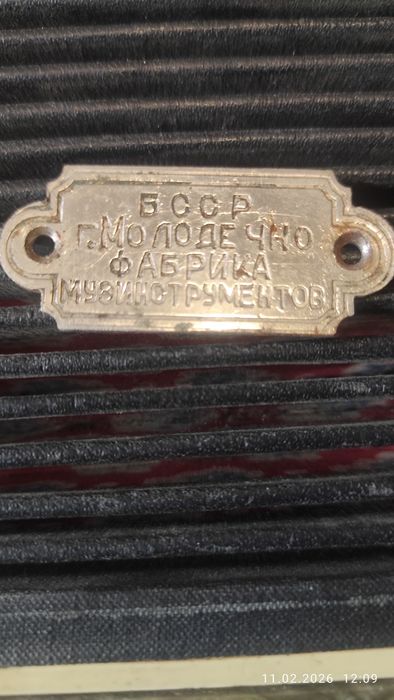 БССР
г. Молодечно
фабрика
музинструментов
11.02.2026 12:09